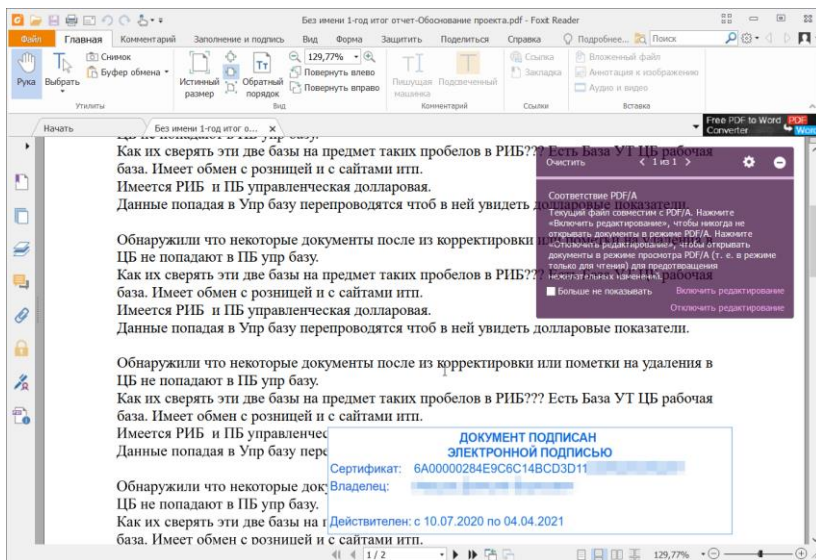 Без имени 1-год итог отчет-Обоснование проекта.pdf - Foxit Reader
Файл Главная Комментарий Заполнение и подпись Вид Форма Защитить Поделиться Справка Подробнее... Поиск
Рука
Выбрать
Снимок
Буфер обмена
Утилиты
Истинный размер
Обратный порядок
129,77%
Повернуть влево
Повернуть вправо
Вид
Пишущая машинка
Подсвеченный
Комментарий
Ссылка
Закладка
Ссылки
Вложенный файл
Аннотация к изображению
Аудио и видео
Вставка
Начать
Без имени 1-год итог о...
Free PDF to Word
Converter
PDF
Word
ЦБ не попадают в ПБ упр базу.
Как их сверять эти две базы на предмет таких пробелов в РИБ??? Есть База УТ ЦБ рабочая
база. Имеет обмен с розницей и с сайтами итп.
Имеется РИБ и ПБ управленческая долларовая.
Данные попадая в Упр базу перепроводятся чтоб в ней увидеть долларовые показатели.
Обнаружили что некоторые документы после из корректировки или пометки на удаления в
ЦБ не попадают в ПБ упр базу.
Как их сверять эти две базы на предмет таких пробелов в РИБ??? Есть База УТ ЦБ рабочая
база. Имеет обмен с розницей и с сайтами итп.
Имеется РИБ и ПБ управленческая долларовая.
Данные попадая в Упр базу перепроводятся чтоб в ней увидеть долларовые показатели.
Обнаружили что некоторые документы после из корректировки или пометки на удаления в
ЦБ не попадают в ПБ упр базу.
Как их сверять эти две базы на предмет таких пробелов в РИБ??? Есть База УТ ЦБ рабочая
база. Имеет обмен с розницей и с сайтами итп.
Имеется РИБ и ПБ управленчес
Данные попадая в Упр базу пере
Обнаружили что некоторые док
ЦБ не попадают в ПБ упр базу.
Как их сверять эти две базы на п
база. Имеет обмен с розницей и с сайтами итп.
Очистить
1 из 1
Соответствие PDF/A
Текущий файл совместим с PDF/A. Нажмите
«Включить редактирование», чтобы никогда не
открывать документы в режиме PDF/A. Нажмите
«Отключить редактирование», чтобы открывать
документы в режиме просмотра PDF/A (т. е. в режиме
только для чтения) для предотвращения
нежелательных изменений.
Больше не показывать
Включить редактирование
Отключить редактирование
ДОКУМЕНТ ПОДПИСАН
ЭЛЕКТРОННОЙ ПОДПИСЬЮ
Сертификат: 6A00000284E9C6C14BCD3D11
Владелец:
Действителен: с 10.07.2020 по 04.04.2021
1 / 2
129,77%